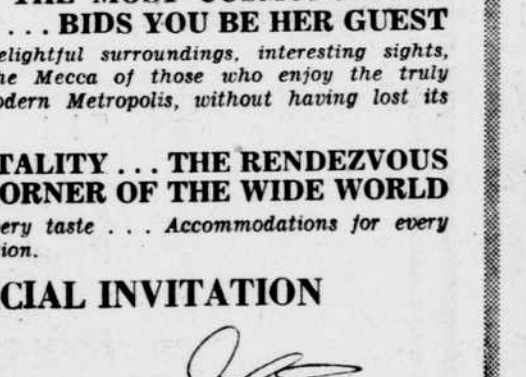 THE MOST
... BIDS YOU BE HER GUEST
elightful surroundings, interesting sights,
he Mecca of those who enjoy the truly
odern Metropolis, without having lost its
TALITY ... THE RENDEZVOUS
ORNER OF THE WIDE WORLD
ery taste ... Accommodations for every
ion.
CIAL INVITATION